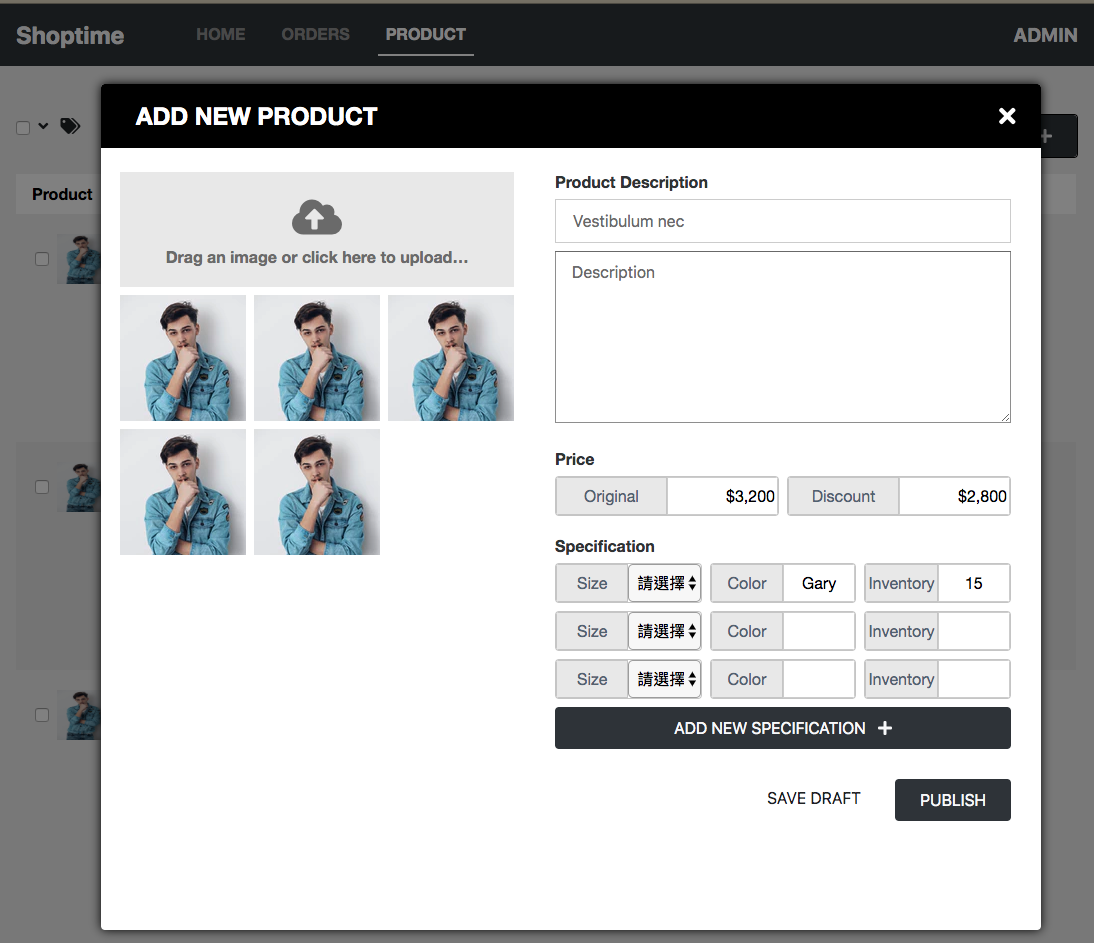 Shoptime HOME ORDERS PRODUCT ADMIN
ADD NEW PRODUCT
Product
Drag an image or click here to upload...
Product Description
Vestibulum nec
Description
Price
Original $3,200 Discount $2,800
Specification
Size 請選擇 Color Gary Inventory 15
Size 請選擇 Color Inventory
Size 請選擇 Color Inventory
ADD NEW SPECIFICATION +
SAVE DRAFT PUBLISH